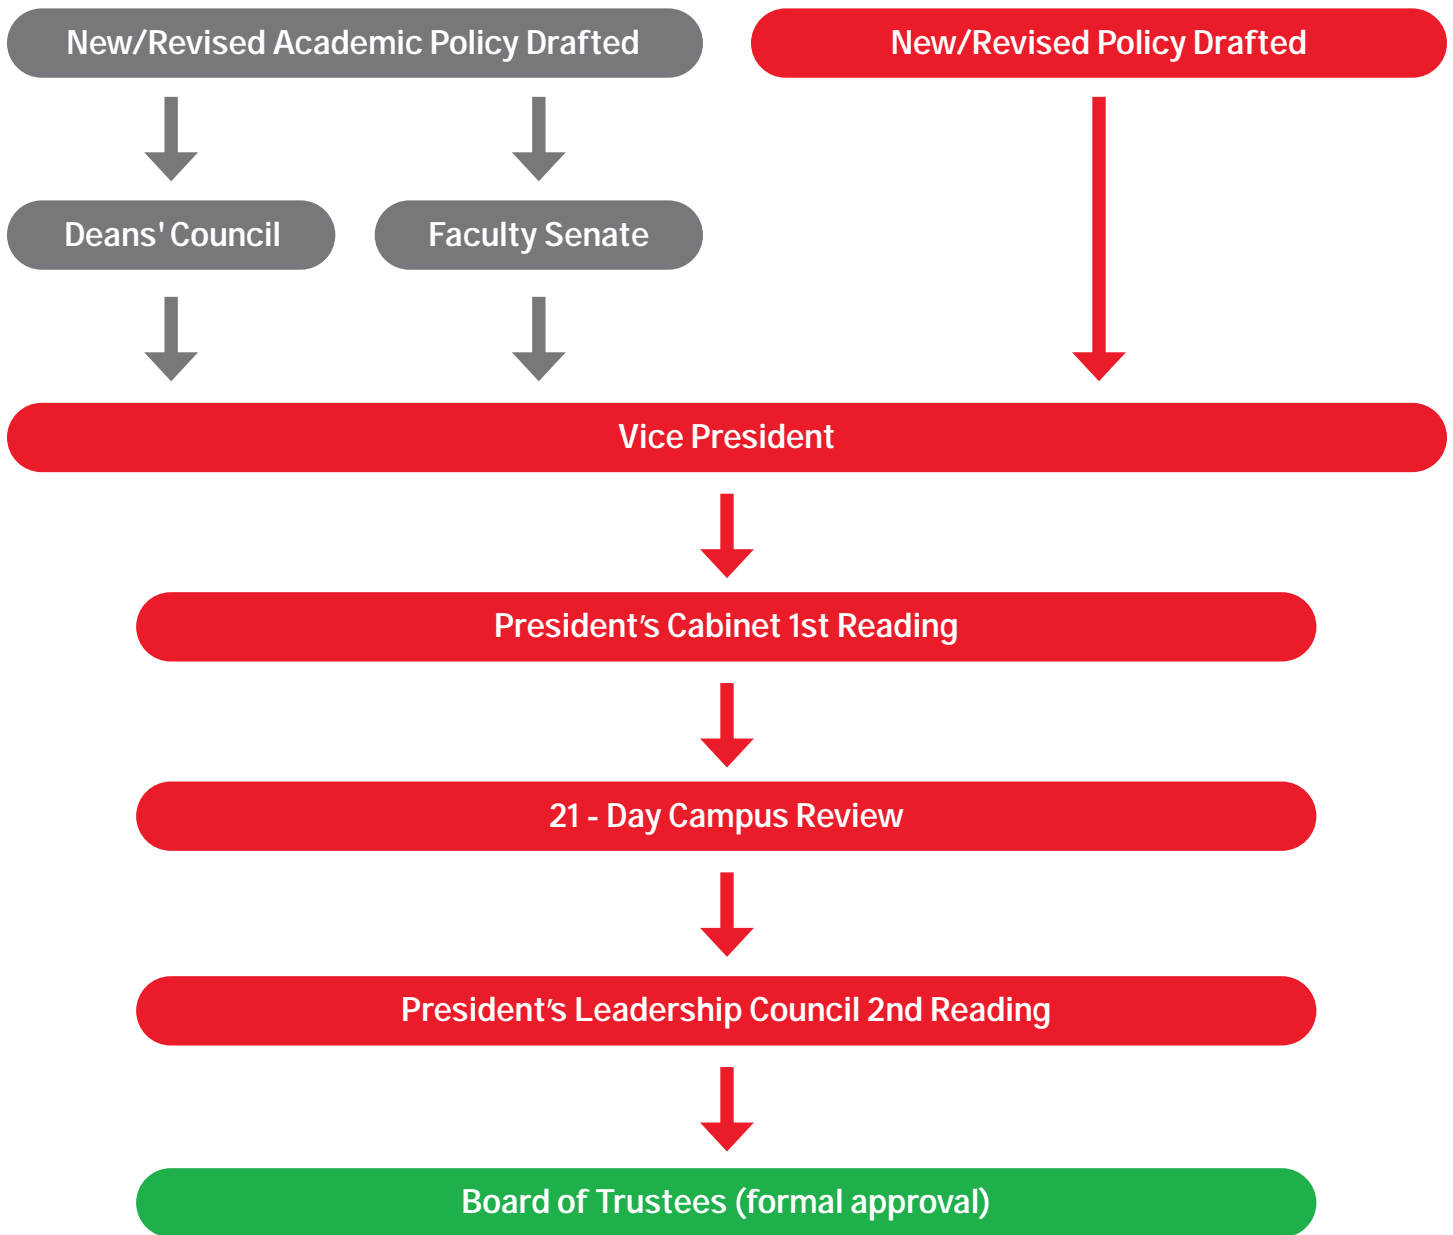 New/Revised Academic Policy Drafted
New/Revised Policy Drafted
Deans' Council
Faculty Senate
Vice President
President's Cabinet 1st Reading
21 - Day Campus Review
President's Leadership Council 2nd Reading
Board of Trustees (formal approval)